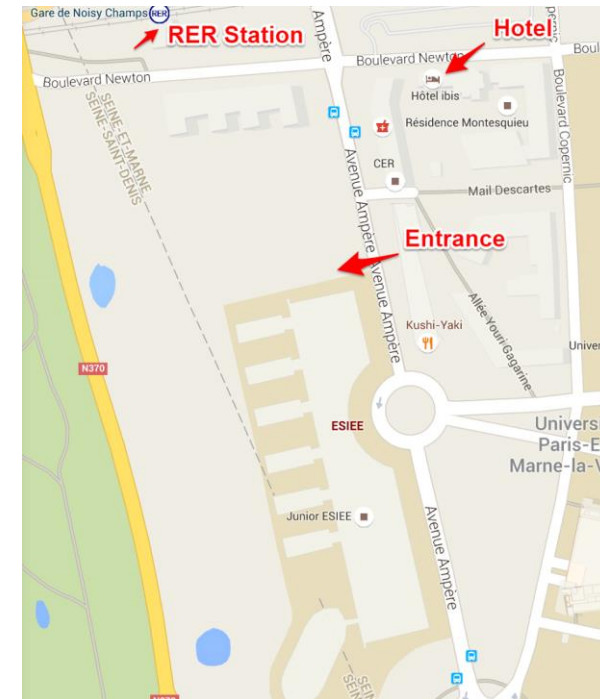 Gare de Noisy Champs
RER
RER Station
Ampère
Hotel
Boulevard Newton
Boulevard Newton
Boul
Hôtel ibis
Résidence Montesquieu
Boulevard Copernic
SEINE-ET-MARNE
SEINE-SAINT-DENIS
CER
Avenue Ampère
Mail Descartes
Entrance
Avenue Ampère
Allée Youri Gagarine
Kushi-Yaki
Univer
N370
ESIEE
Universi
Paris-E
Marne-la-V
Junior ESIEE
Avenue Ampère